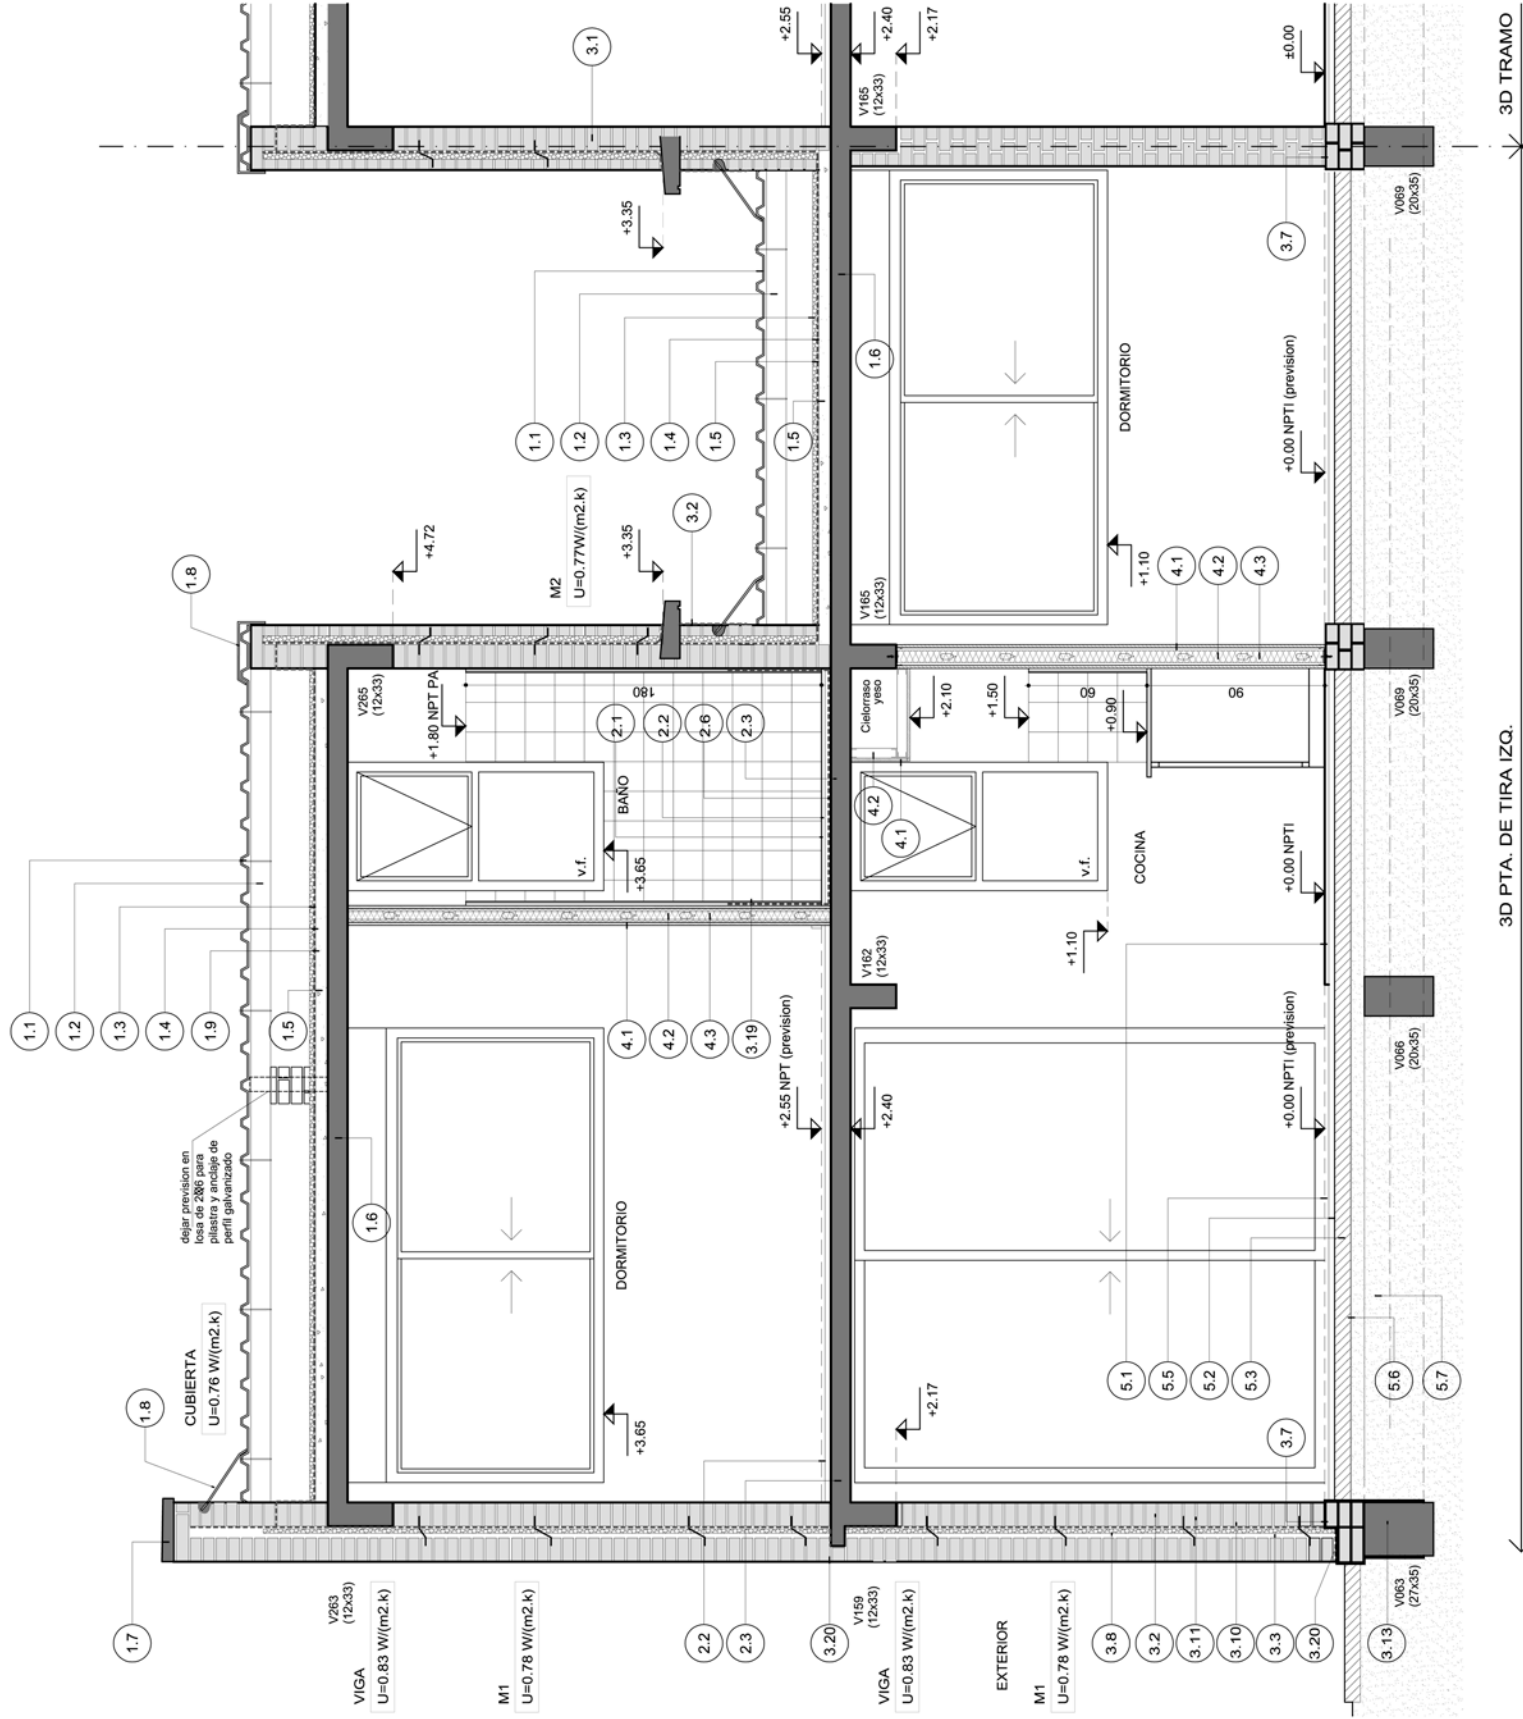 1.1
1.2
1.3
1.4
1.9
1.5
1.7
1.8
CUBIERTA
U=0.76 W/(m2.k)
dejar prevision en
losa de 2Ø6 para
pilastra y anclaje de
perfil galvanizado
1.8
VIGA
U=0.83 W/(m2.k)
V263
(12x33)
1.6
V265
(12x33)
+4.72
+1.80 NPT PA
M1
U=0.78 W/(m2.k)
M2
U=0.77W/(m2.k)
1.1
1.2
1.3
1.4
1.5
1.5
3.1
+3.35
+3.35
3.2
DORMITORIO
+3.65
BAÑO
v.f.
+3.65
180
2.1
2.2
2.6
2.3
4.1
4.2
4.3
3.19
2.2
2.3
3.20
+2.55 NPT (prevision)
+2.40
+2.55
+2.40
+2.17
V159
(12x33)
V162
(12x33)
V165
(12x33)
V165
(12x33)
1.6
Cielorraso
yeso
4.2
4.1
+2.10
+2.17
VIGA
U=0.83 W/(m2.k)
EXTERIOR
M1
U=0.78 W/(m2.k)
+1.50
60
+0.90
90
v.f.
+1.10
COCINA
DORMITORIO
+1.10
4.1
4.2
4.3
3.8
3.2
3.11
3.10
3.3
3.20
3.13
5.1
5.5
5.2
5.3
5.6
5.7
3.7
3.7
+0.00 NPTI (prevision)
+0.00 NPTI
+0.00 NPTI (prevision)
±0.00
V063
(27x35)
V066
(20x35)
V069
(20x35)
V069
(20x35)
3D PTA. DE TIRA IZQ.
3D TRAMO